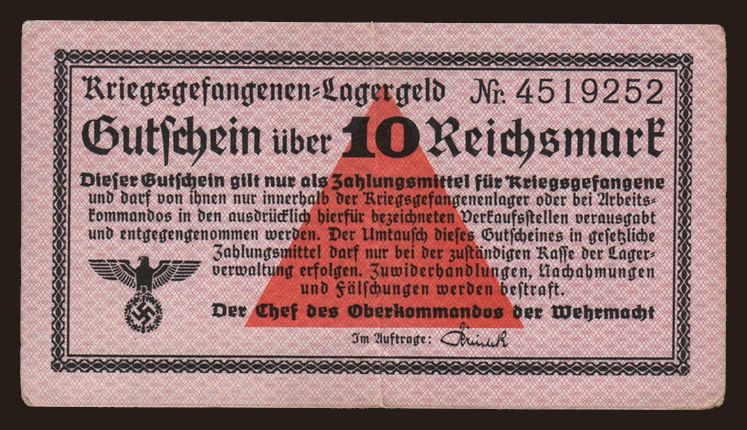 Kriegsgefangenen-Lagergeld Nr. 4519252
Gutschein über 10 Reichsmark
Dieser Gutschein gilt nur als Zahlungsmittel für Kriegsgefangene
und darf von ihnen nur innerhalb der Kriegsgefangenenlager oder bei Arbeits-
kommandos in den ausdrücklich hierfür bezeichneten Verkaufsstellen verausgabt
und entgegengenommen werden. Der Umtausch dieses Gutscheines in gesetzliche
Zahlungsmittel darf nur bei der zuständigen Kasse der Lager-
verwaltung erfolgen. Zuwiderhandlungen, Nachahmungen
und Fälschungen werden bestraft.
Der Chef des Oberkommandos der Wehrmacht
Im Auftrage: